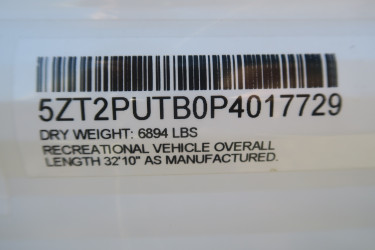 5ZT2PUTB0P4017729
DRY WEIGHT: 6894 LBS
RECREATIONAL VEHICLE OVERALL
LENGTH 32'10" AS MANUFACTURED.